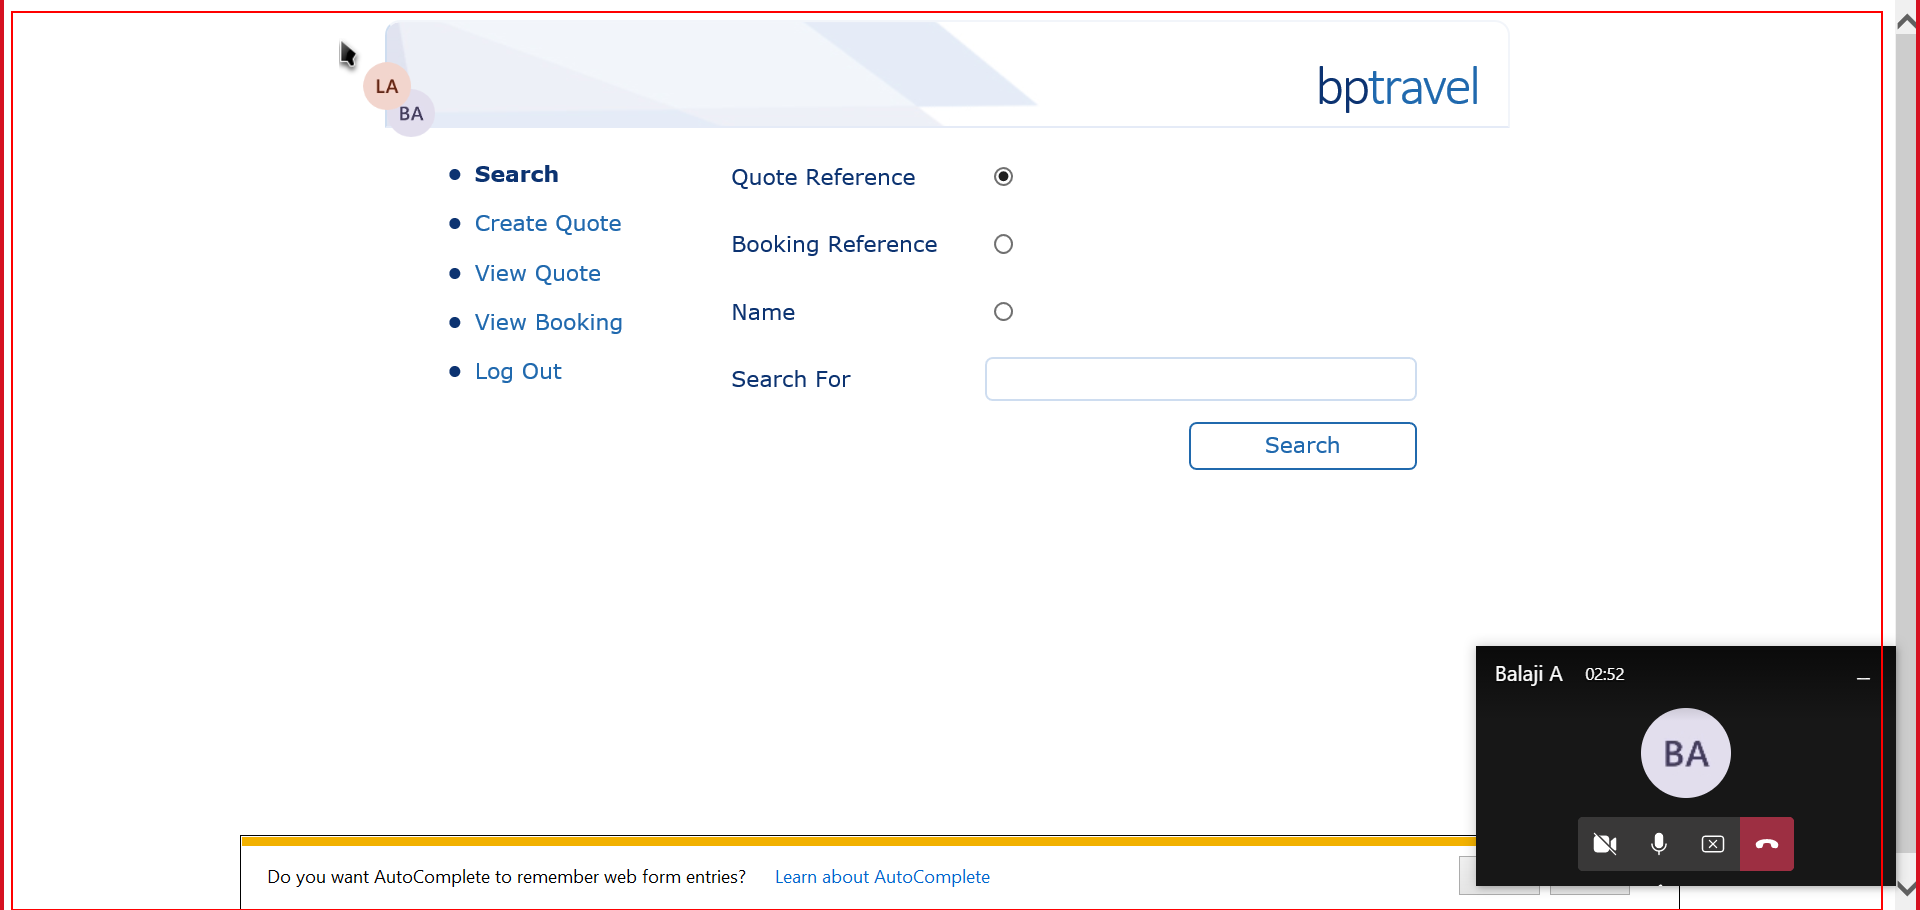 LA
BA
bptravel
Search
Create Quote
View Quote
View Booking
Log Out
Quote Reference
Booking Reference
Name
Search For
Search
Balaji A 02:52
BA
Do you want AutoComplete to remember web form entries? Learn about AutoComplete